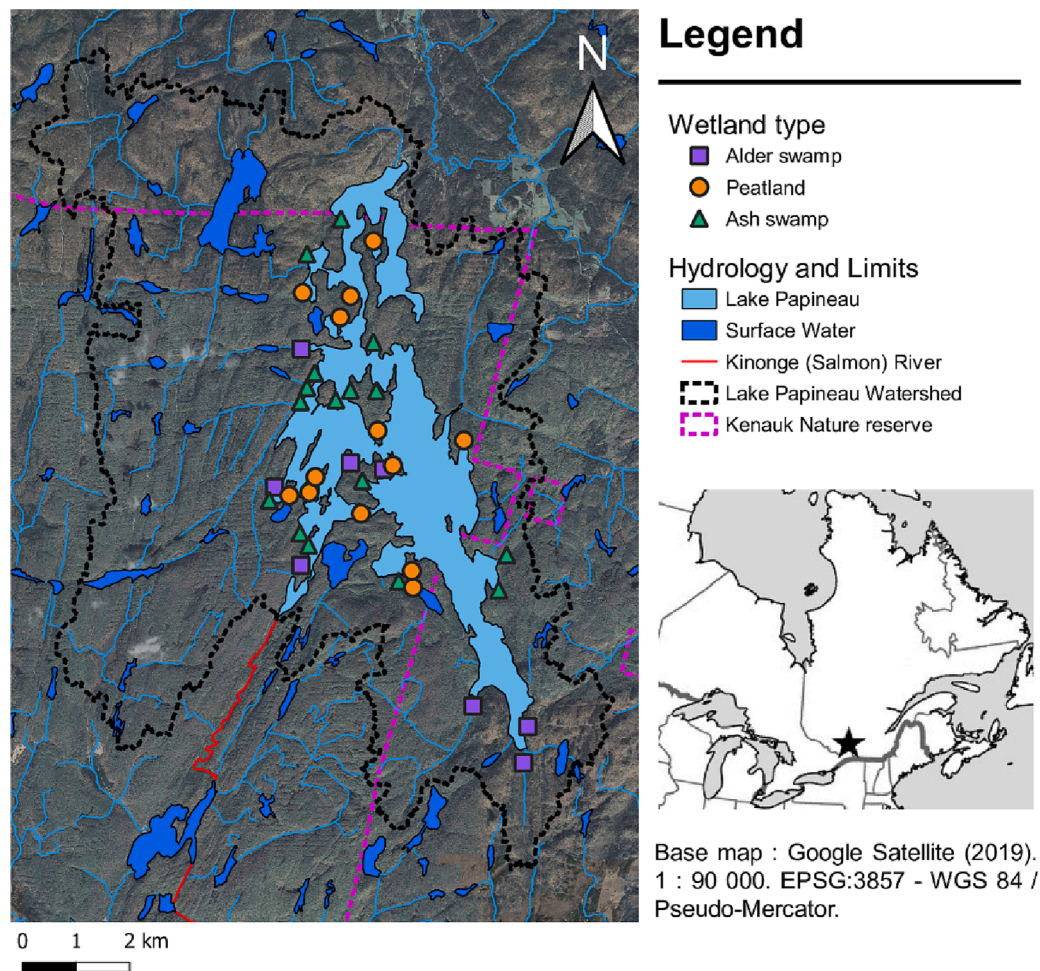 N
Legend
Wetland type
Alder swamp
Peatland
Ash swamp
Hydrology and Limits
Lake Papineau
Surface Water
Kinonge (Salmon) River
Lake Papineau Watershed
Kenauk Nature reserve
Base map : Google Satellite (2019).
1 : 90 000. EPSG:3857 - WGS 84 /
Pseudo-Mercator.
0 1 2 km